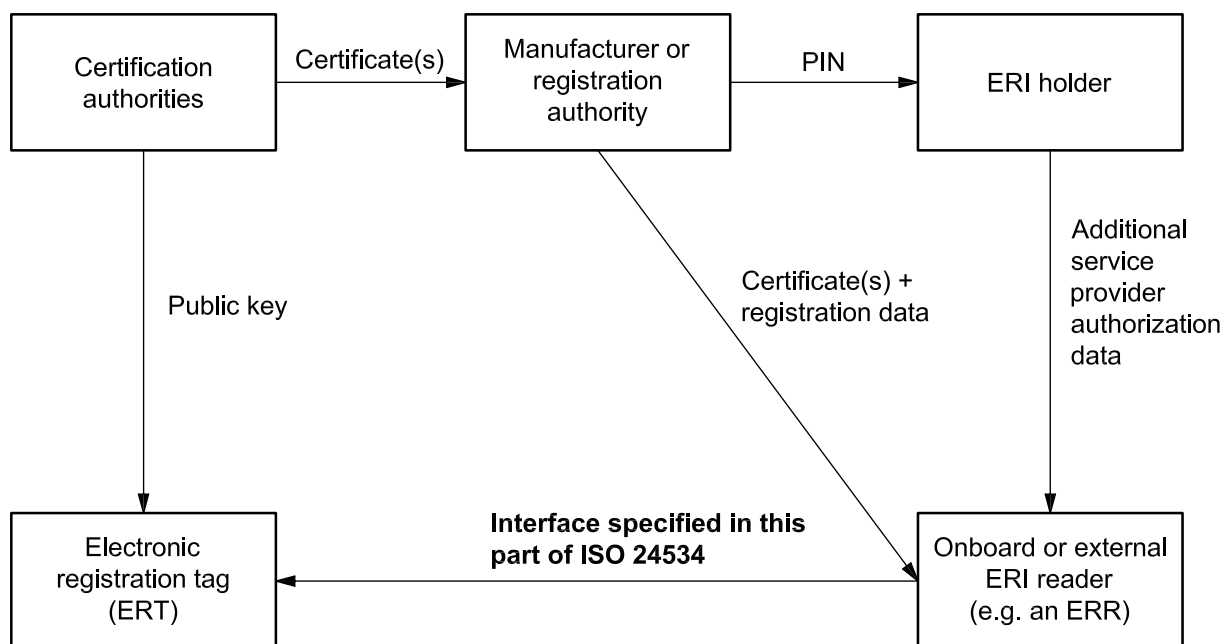 Certification
authorities
Certificate(s)
Manufacturer or
registration
authority
PIN
ERI holder
Public key
Certificate(s) +
registration data
Additional
service
provider
authorization
data
Interface specified in this
part of ISO 24534
Electronic
registration tag
(ERT)
Onboard or external
ERI reader
(e.g. an ERR)